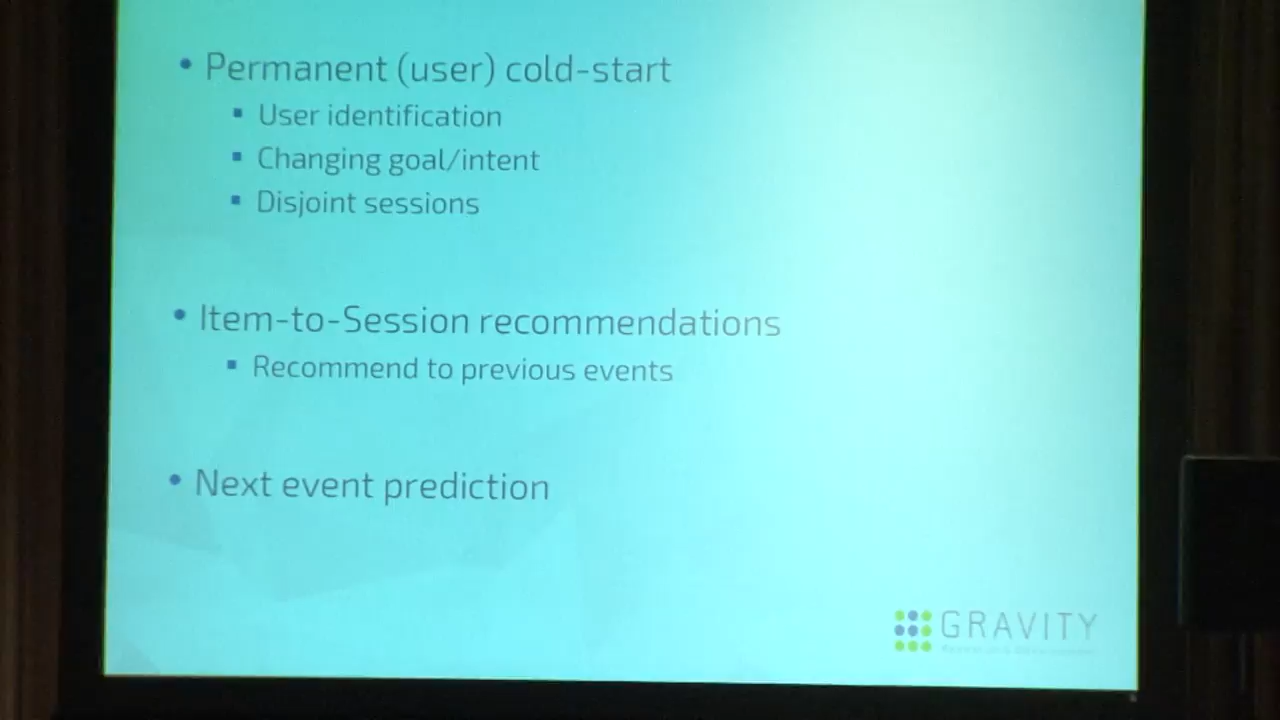 • Permanent (user) cold-start
▪ User identification
▪ Changing goal/intent
▪ Disjoint sessions
• Item-to-Session recommendations
▪ Recommend to previous events
• Next event prediction
GRAVITY